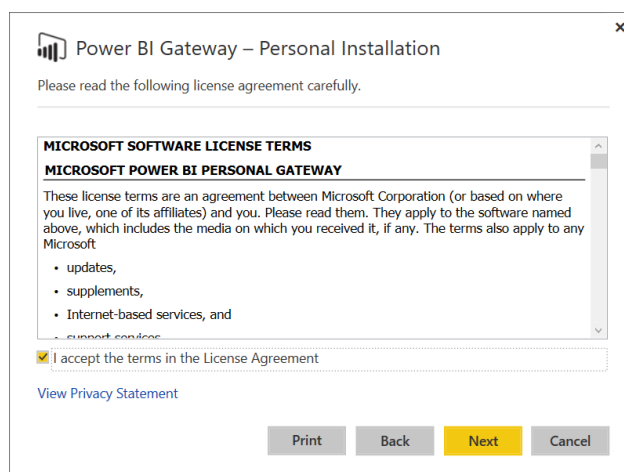 Power BI Gateway – Personal Installation
Please read the following license agreement carefully.
MICROSOFT SOFTWARE LICENSE TERMS
MICROSOFT POWER BI PERSONAL GATEWAY
These license terms are an agreement between Microsoft Corporation (or based on where
you live, one of its affiliates) and you. Please read them. They apply to the software named
above, which includes the media on which you received it, if any. The terms also apply to any
Microsoft
• updates,
• supplements,
• Internet-based services, and
• support services
I accept the terms in the License Agreement
View Privacy Statement
Print Back Next Cancel